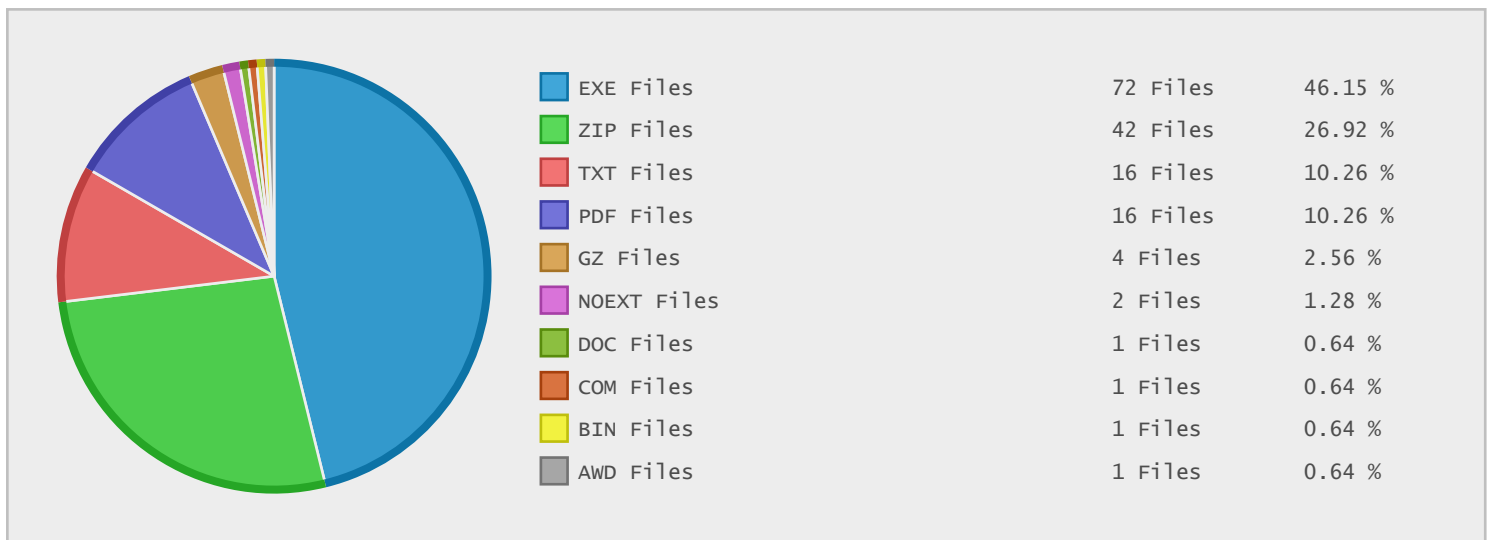 EXE Files 72 Files 46.15 %
ZIP Files 42 Files 26.92 %
TXT Files 16 Files 10.26 %
PDF Files 16 Files 10.26 %
GZ Files 4 Files 2.56 %
NOEXT Files 2 Files 1.28 %
DOC Files 1 Files 0.64 %
COM Files 1 Files 0.64 %
BIN Files 1 Files 0.64 %
AWD Files 1 Files 0.64 %